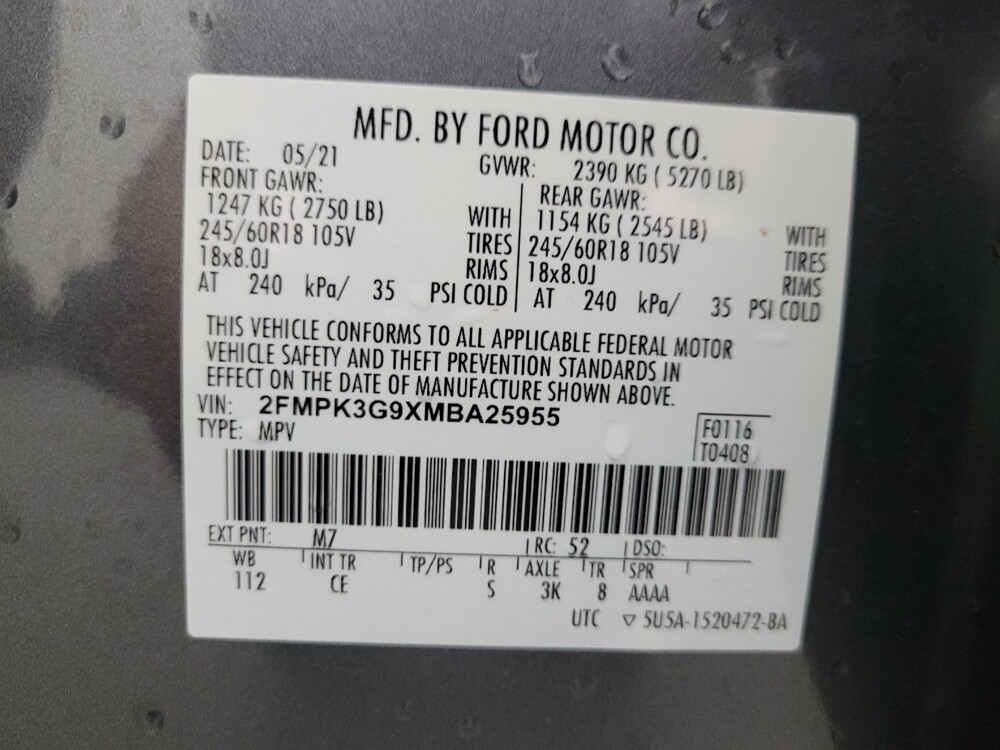 MFD. BY FORD MOTOR CO.
DATE: 05/21 GVWR: 2390 KG ( 5270 LB)
FRONT GAWR: REAR GAWR:
1247 KG ( 2750 LB) WITH 1154 KG ( 2545 LB) WITH
245/60R18 105V TIRES 245/60R18 105V TIRES
18x8.0J RIMS 18x8.0J RIMS
AT 240 kPa/ 35 PSI COLD AT 240 kPa/ 35 PSI COLD
THIS VEHICLE CONFORMS TO ALL APPLICABLE FEDERAL MOTOR
VEHICLE SAFETY AND THEFT PREVENTION STANDARDS IN
EFFECT ON THE DATE OF MANUFACTURE SHOWN ABOVE.
VIN: 2FMPK3G9XMBA25955
TYPE: MPV
F0116
T0408
EXT PNT: M7 RC: 52 DSO:
WB INT TR TP/PS R AXLE TR SPR
112 CE S 3K 8 AAAA
UTC ▽ 5U5A-1520472-BA